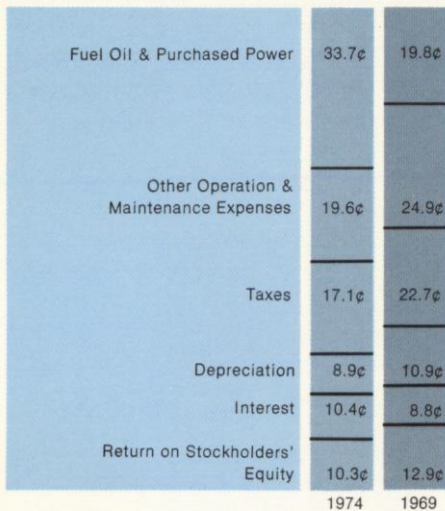 Fuel Oil & Purchased Power 33.7¢ 19.8¢
Other Operation &
Maintenance Expenses 19.6¢ 24.9¢
Taxes 17.1¢ 22.7¢
Depreciation 8.9¢ 10.9¢
Interest 10.4¢ 8.8¢
Return on Stockholders'
Equity 10.3¢ 12.9¢
1974 1969